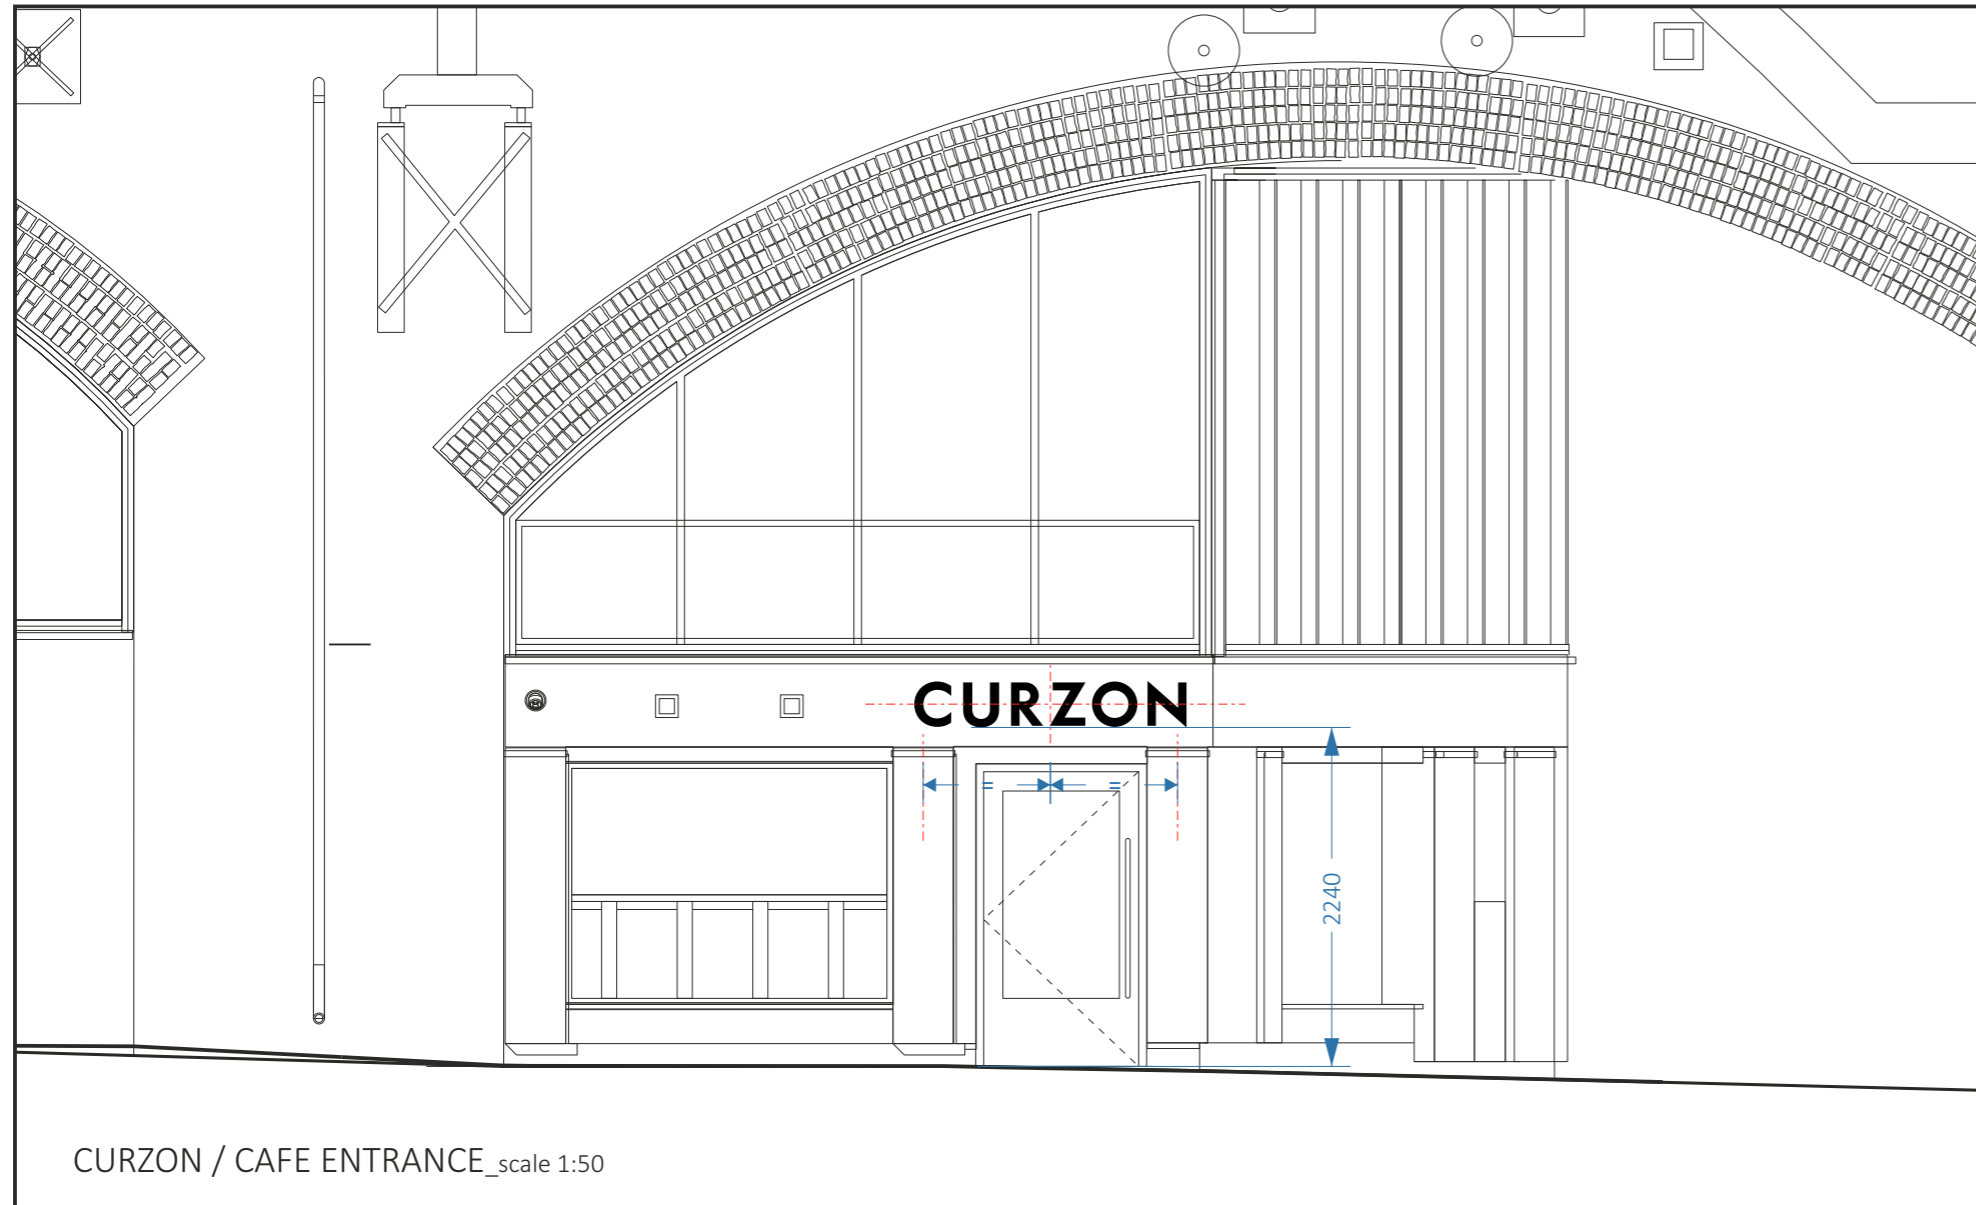 CURZON
=
=
2240
CURZON / CAFE ENTRANCE_scale 1:50